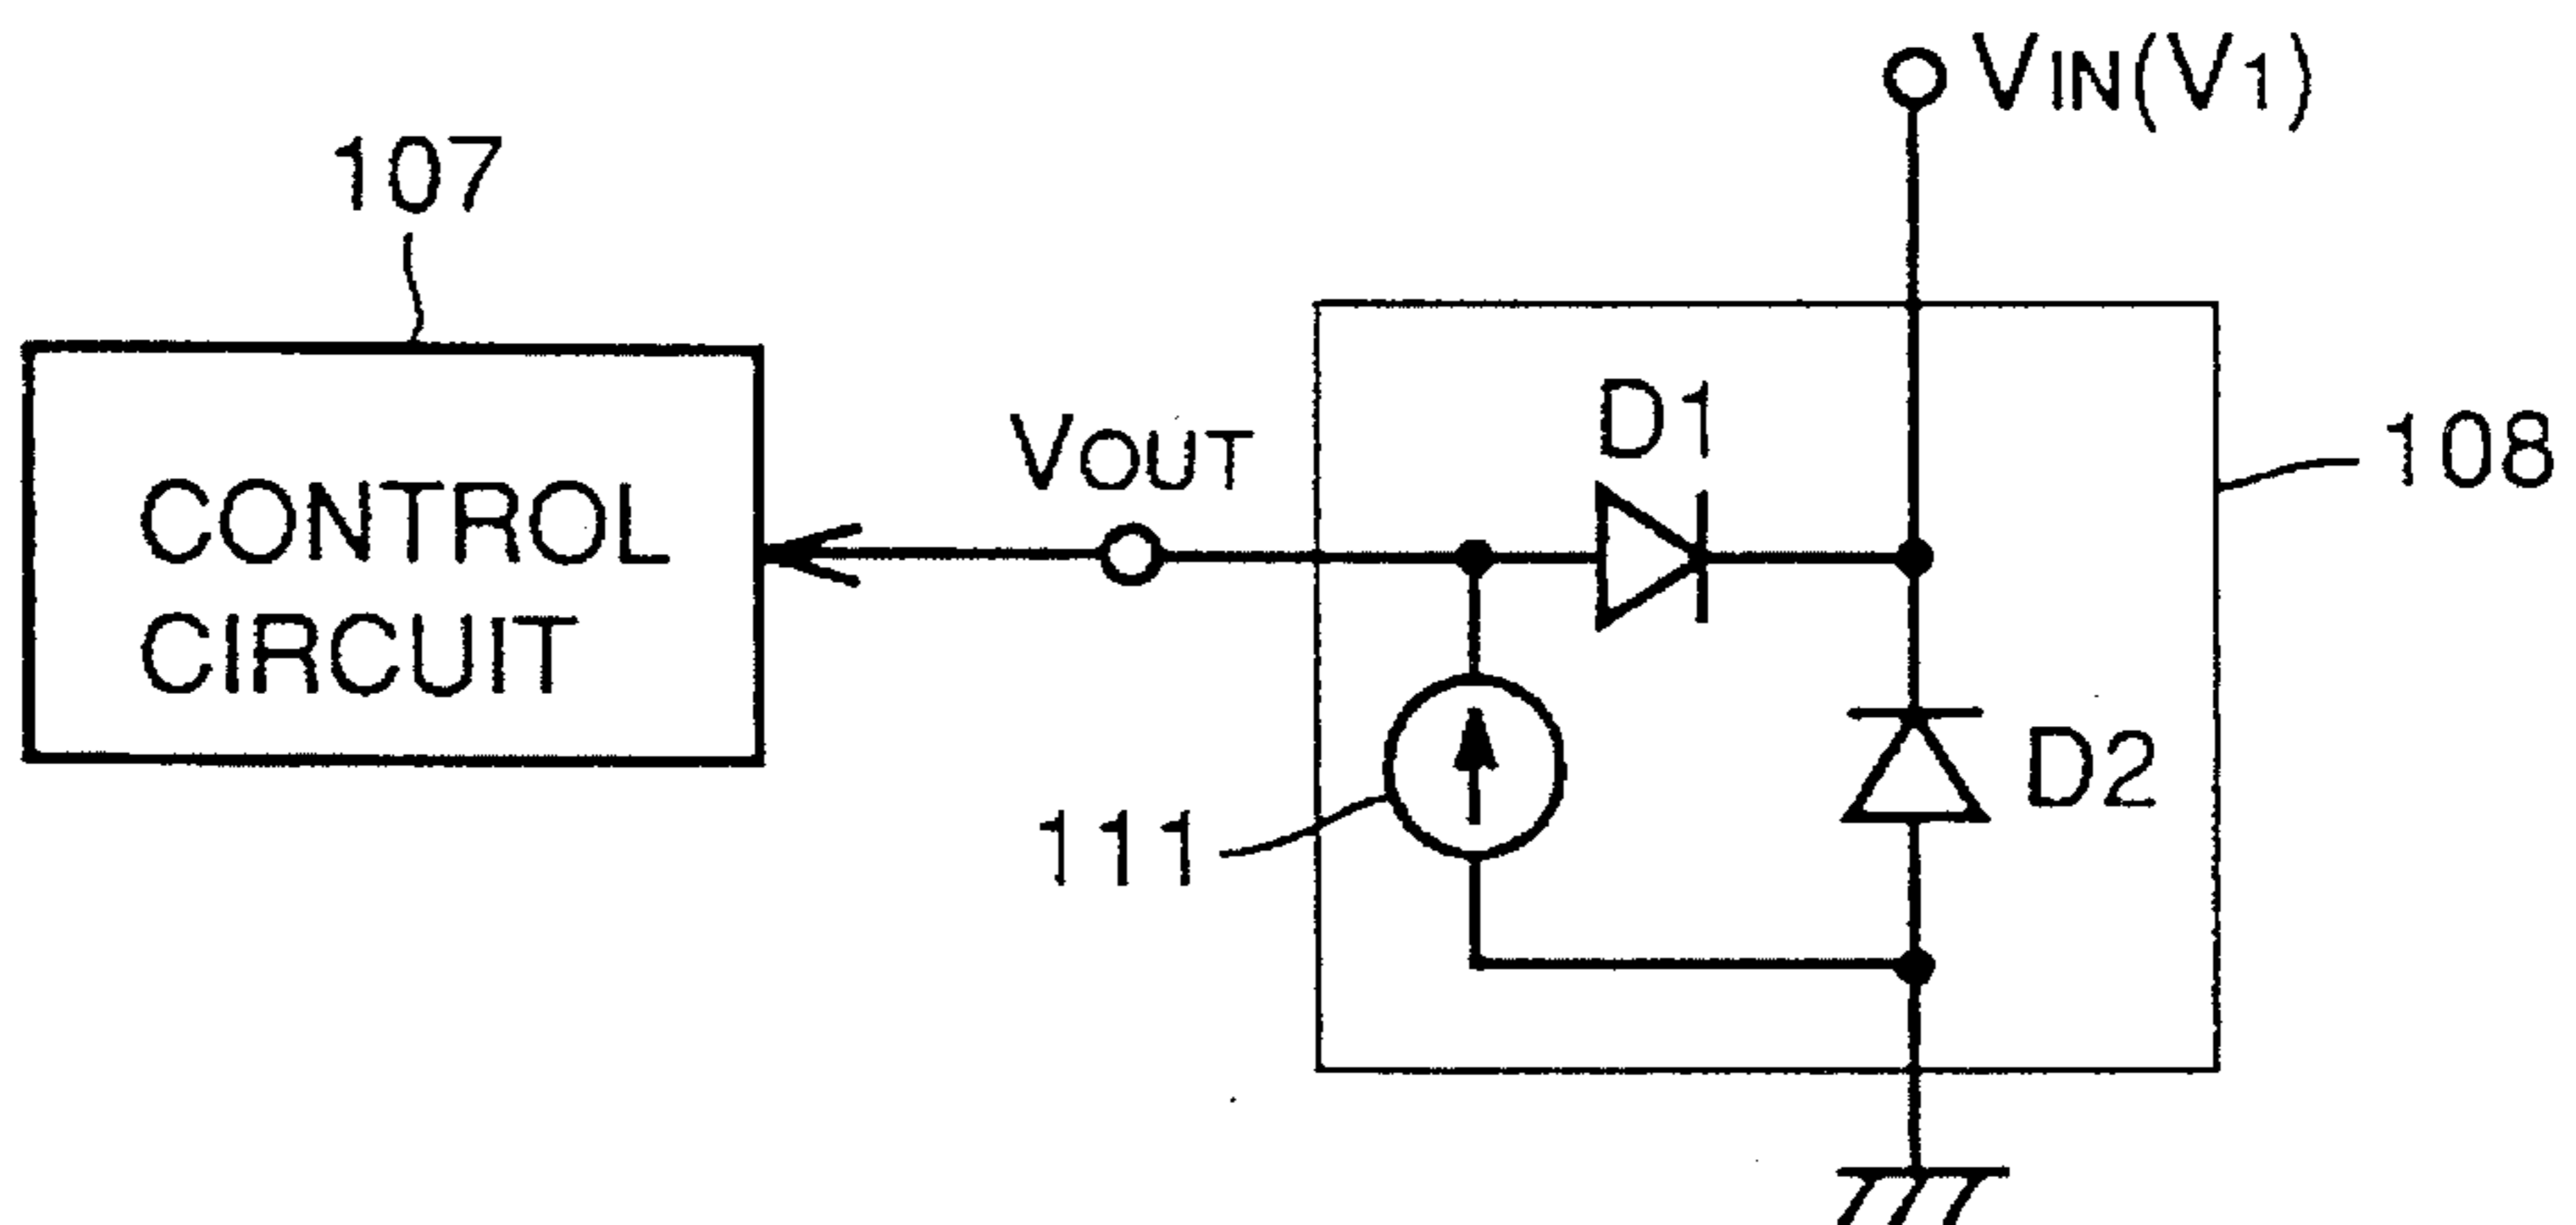 VIN(V1)
107
D1
108
VOUT
CONTROL
CIRCUIT
D2
111